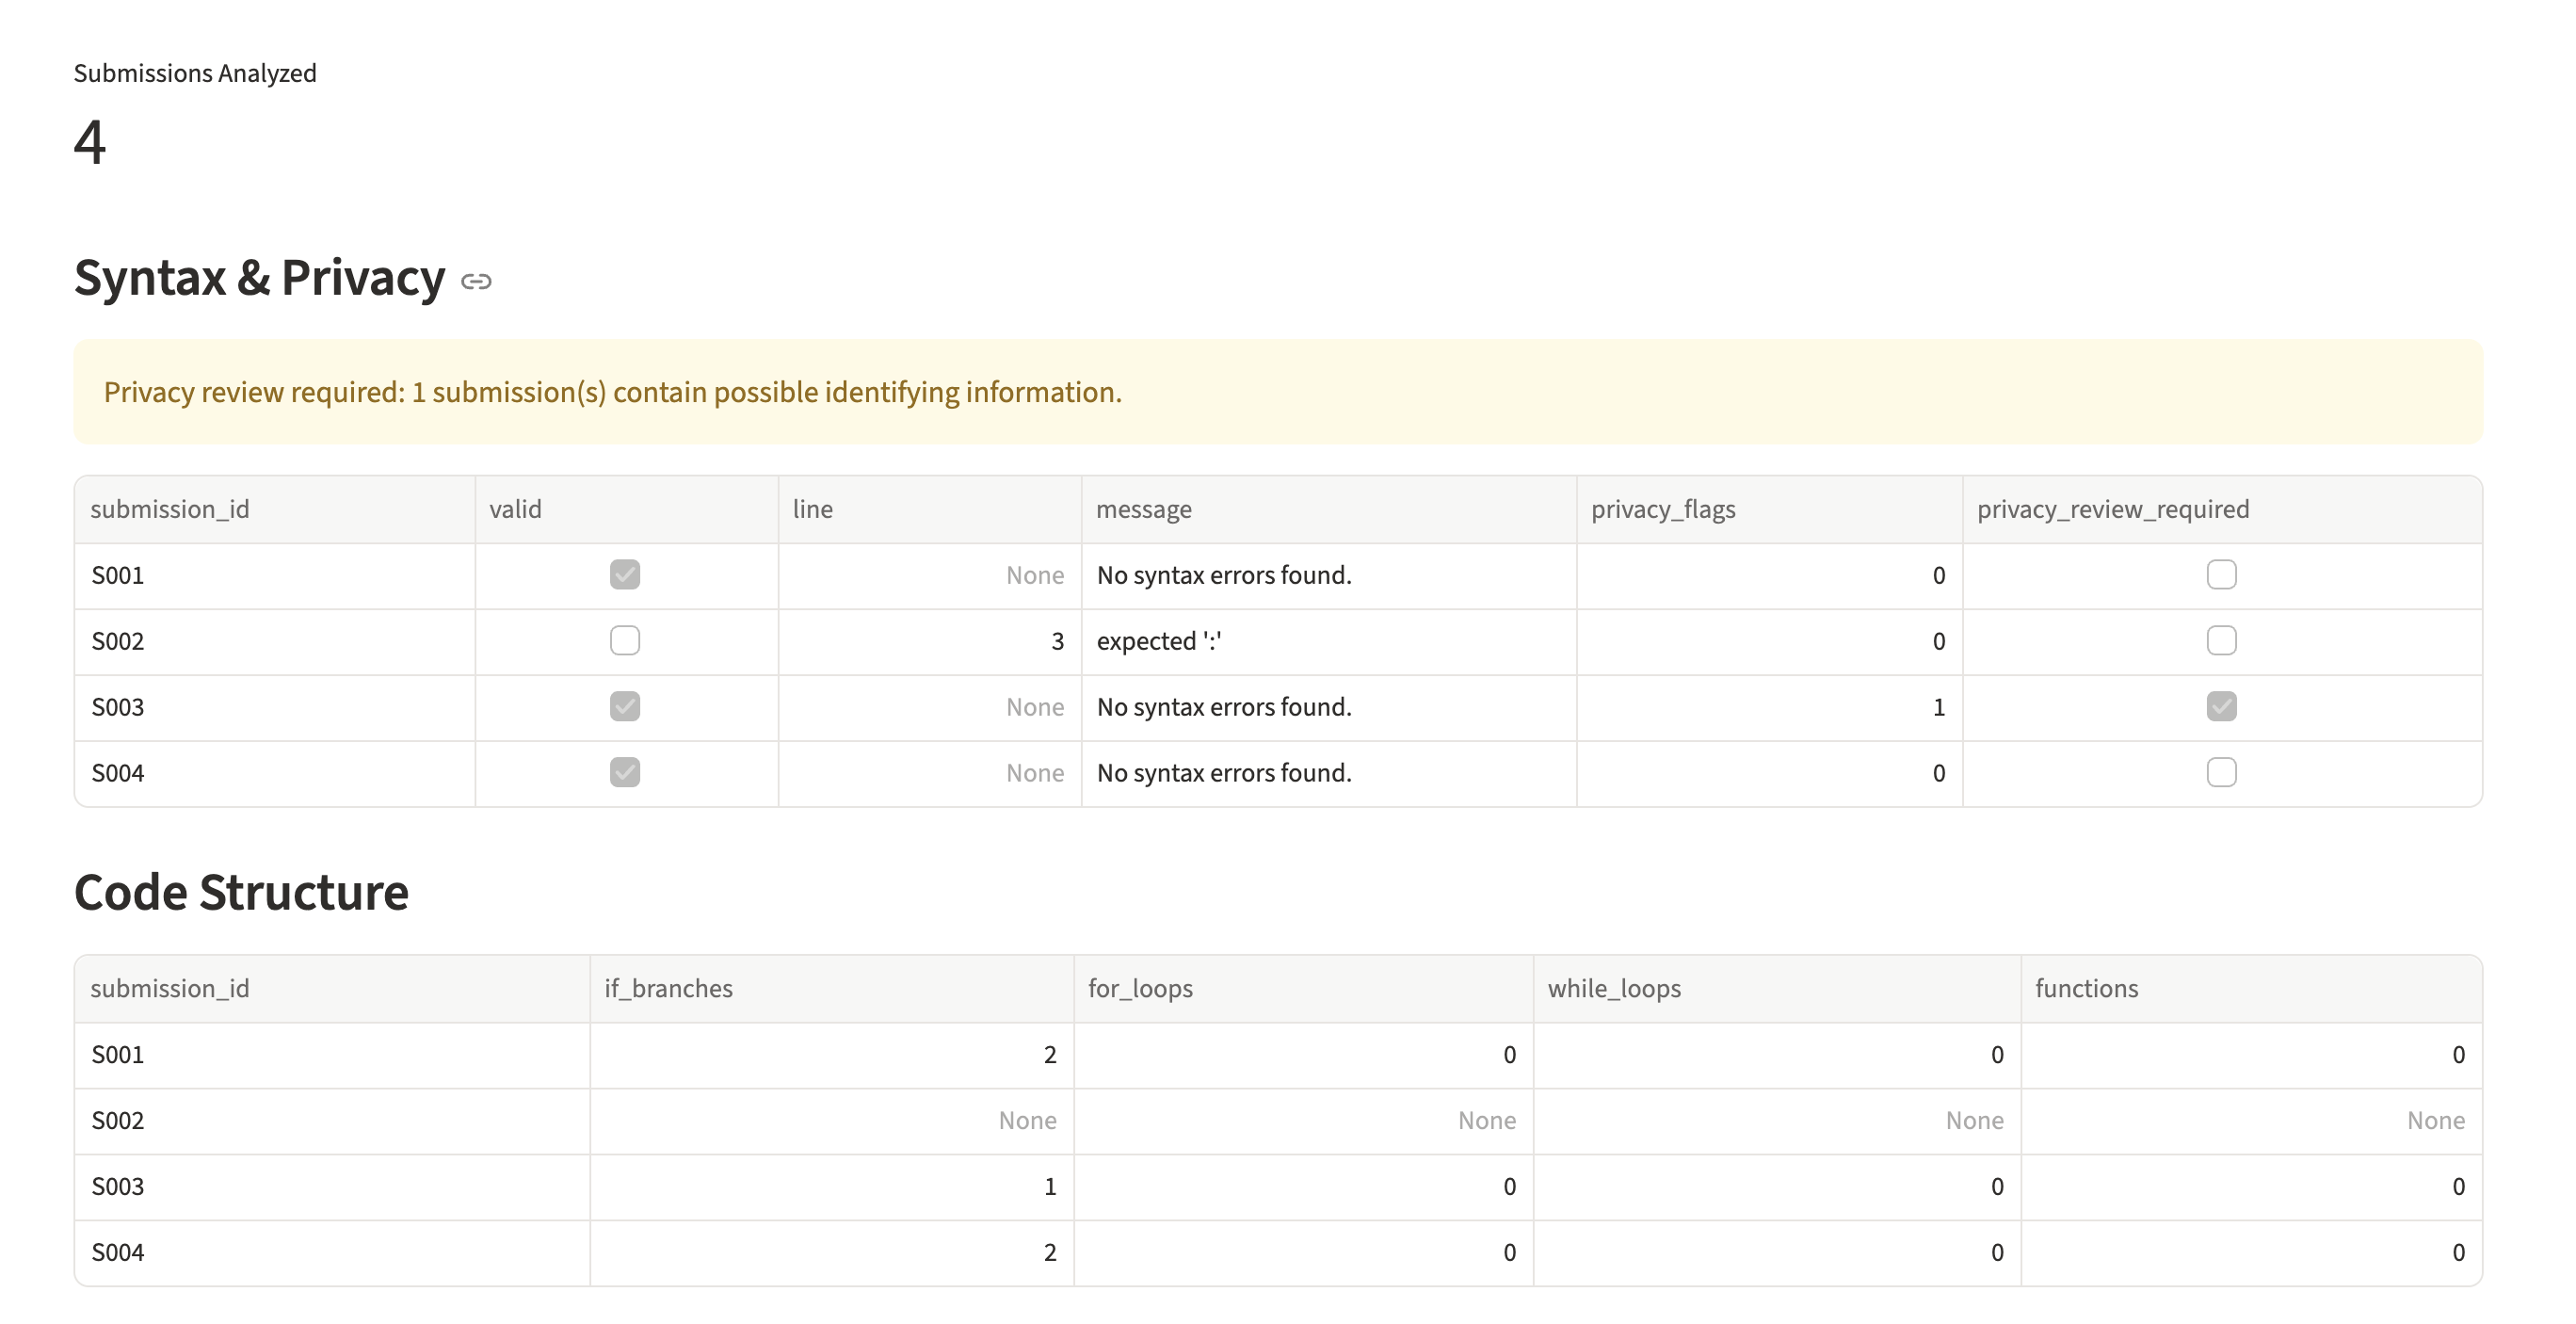 Submissions Analyzed
4
Syntax & Privacy
Privacy review required: 1 submission(s) contain possible identifying information.
submission_id valid line message privacy_flags privacy_review_required
S001 None No syntax errors found. 0
S002 3 expected ':' 0
S003 None No syntax errors found. 1
S004 None No syntax errors found. 0
Code Structure
submission_id if_branches for_loops while_loops functions
S001 2 0 0 0
S002 None None None None
S003 1 0 0 0
S004 2 0 0 0